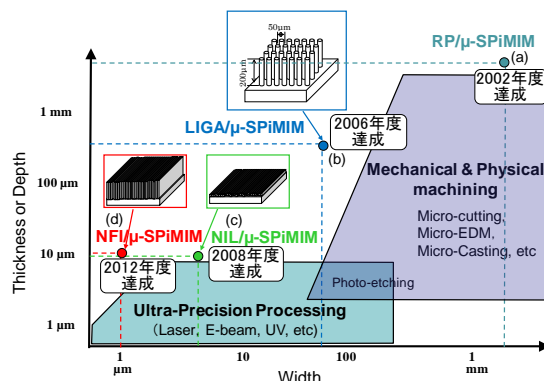 50μm
200μm
RP/μ-SPiMIM
(a)
2002年度
達成
1 mm
LIGA/μ-SPiMIM
2006年度
達成
(b)
Mechanical & Physical
machining
100 μm
Micro-cutting,
Micro-EDM,
Micro-Casting, etc
(d)
(c)
NFI/μ-SPiMIM
NIL/μ-SPiMIM
10 μm
2012年度
達成
2008年度
達成
Photo-etching
Ultra-Precision Processing
(Laser, E-beam, UV, etc)
1 μm
Thickness or Depth
1
μm
10
100
1
mm
Width